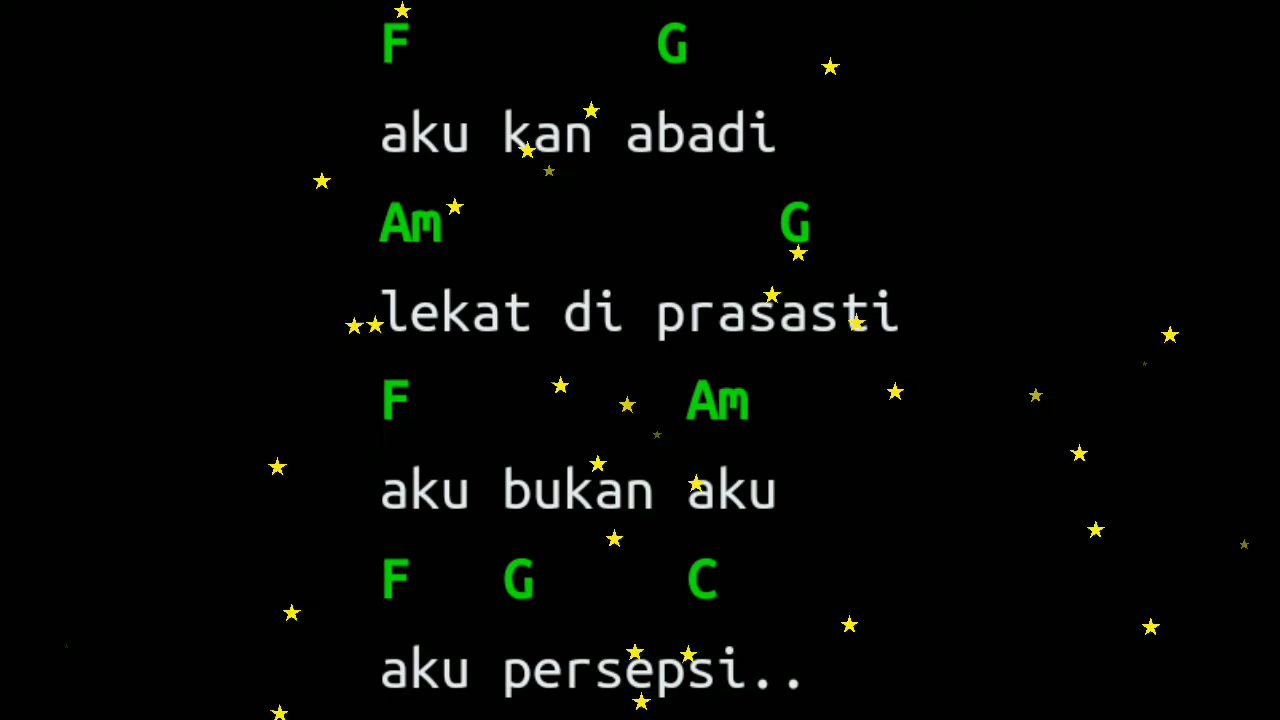 F G
aku kan abadi
Am G
lekat di prasasti
F Am
aku bukan aku
F G C
aku persepsi..